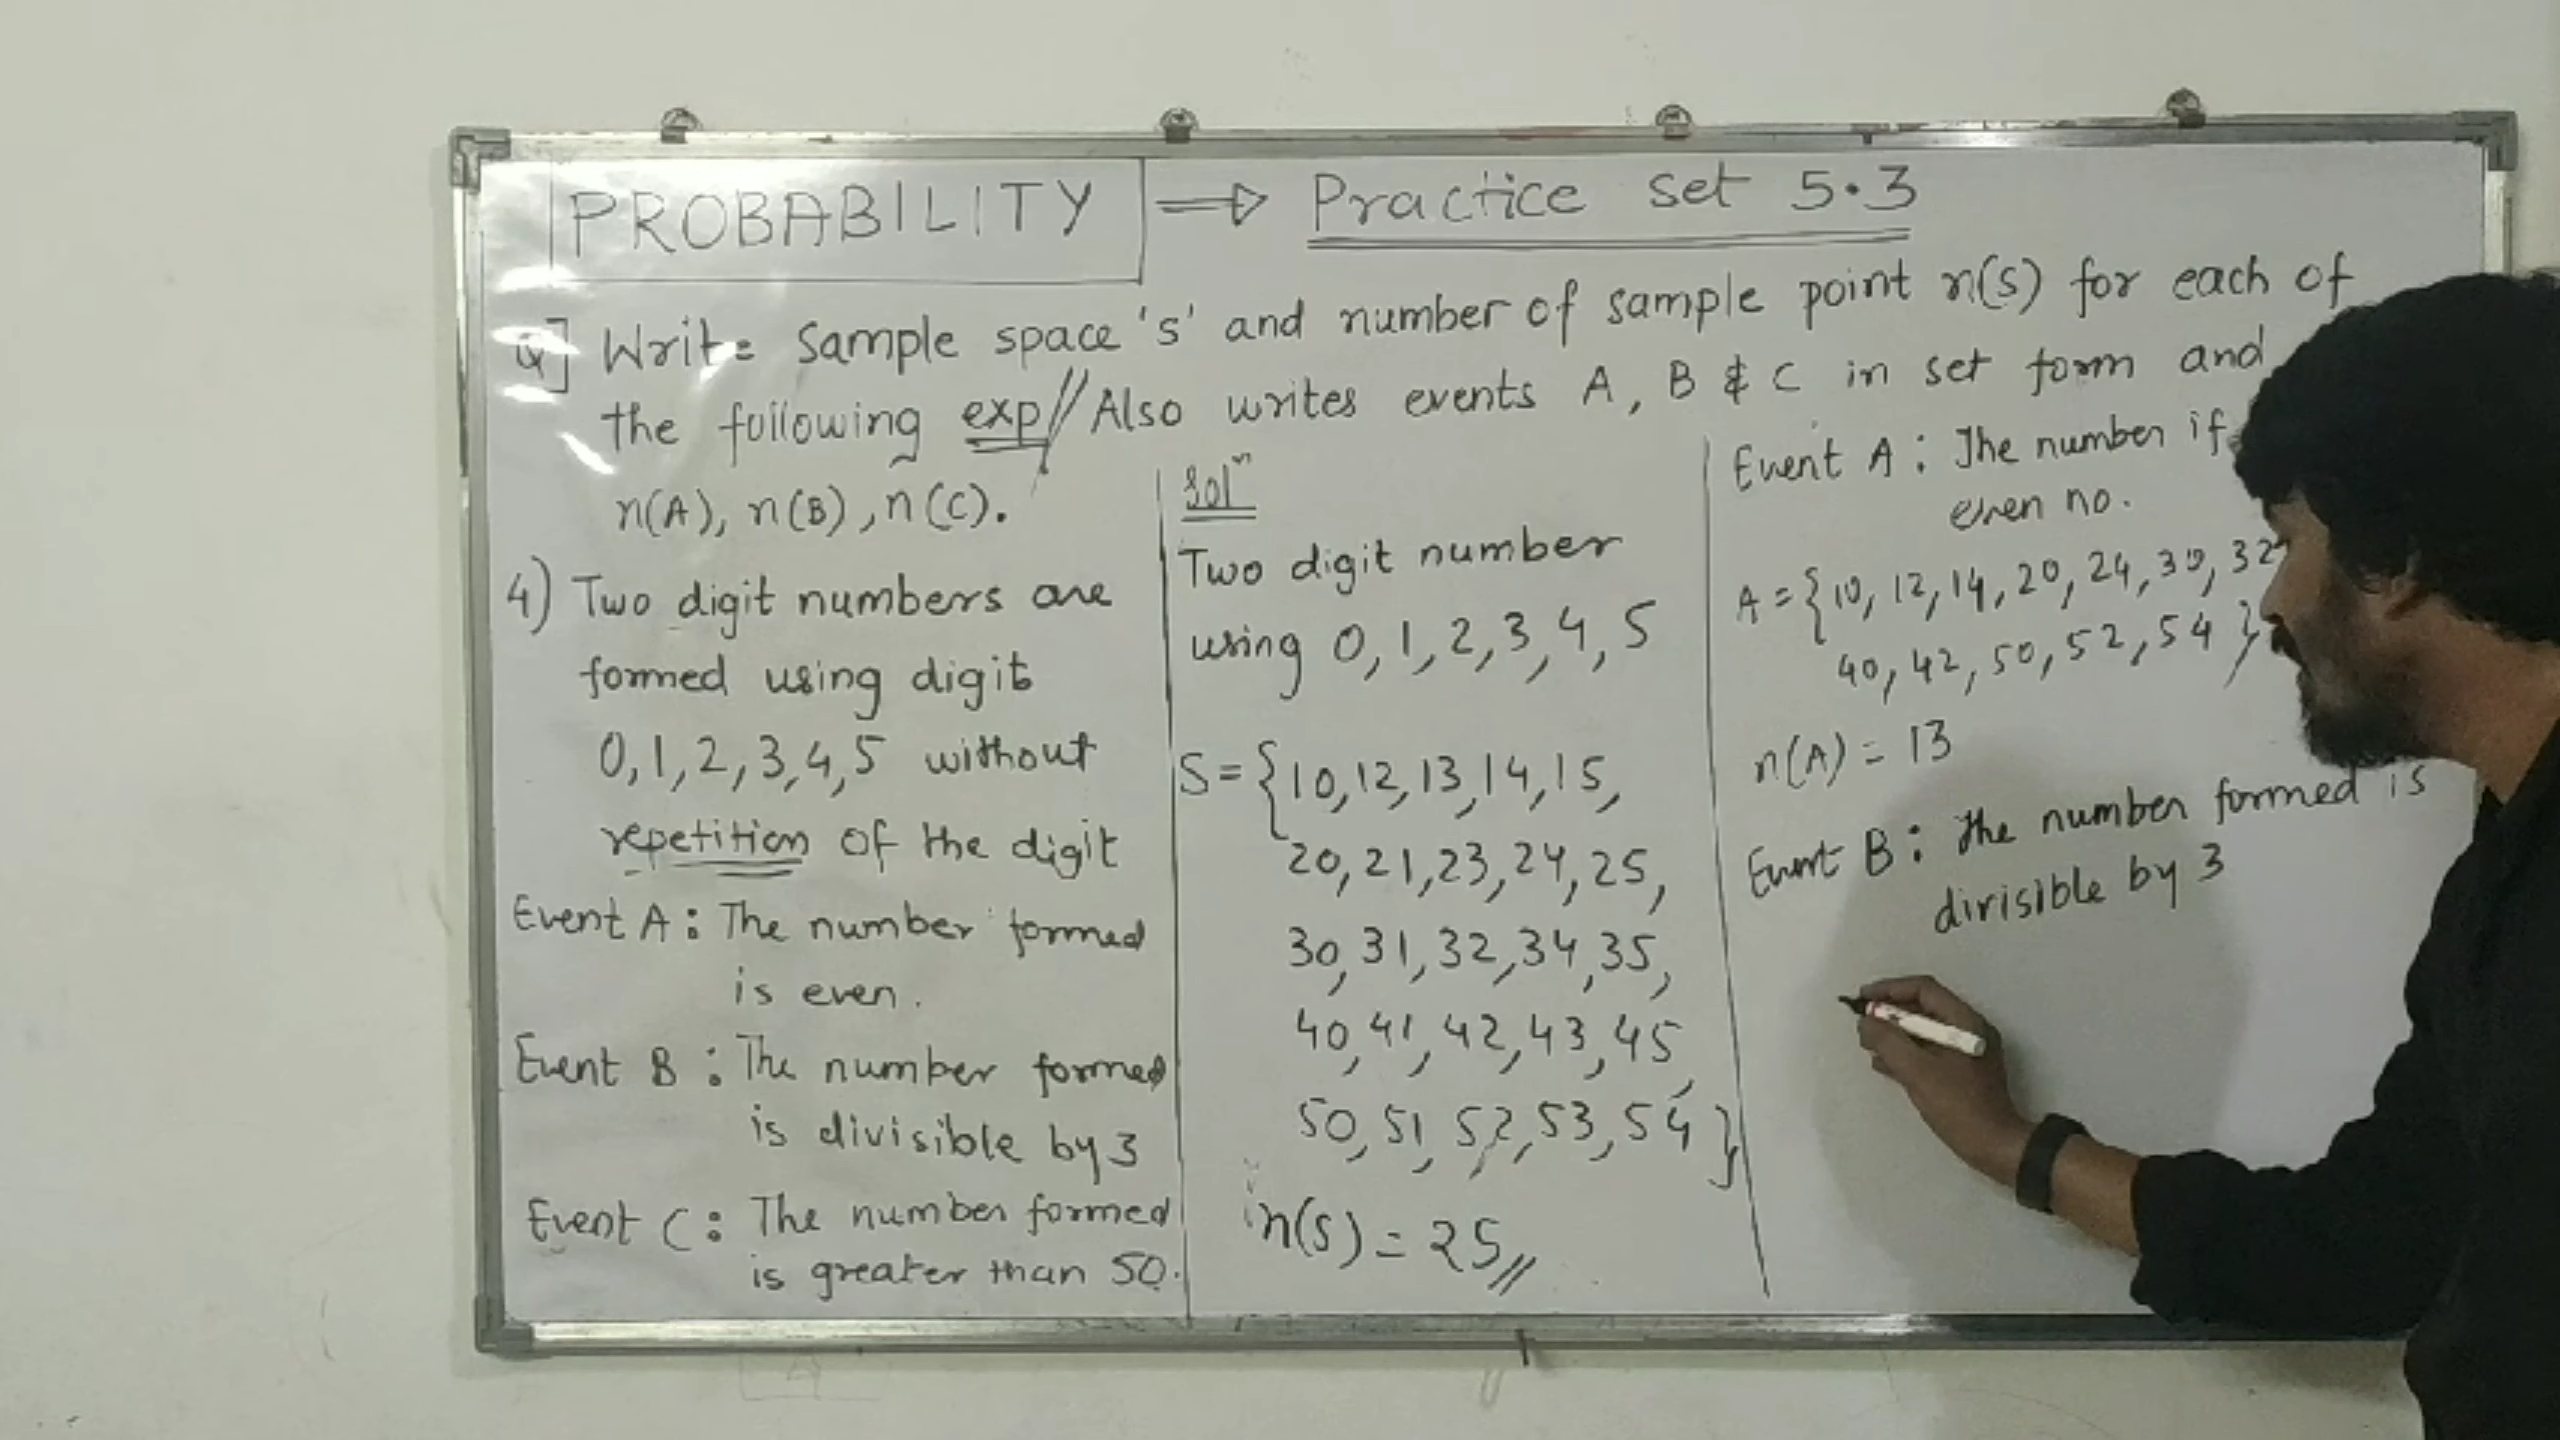 PROBABILITY ⇒ Practice set 5.3
Q] Write Sample space 's' and number of sample point n(s) for each of
the following exp // Also writes events A, B & C in set form and
n(A), n(B), n(C).
4) Two digit numbers are
formed using digit
0, 1, 2, 3, 4, 5 without
repetition of the digit
Event A : The number formed
is even.
Event B : The number formed
is divisible by 3
Event C : The number formed
is greater than 50.
Solⁿ
Two digit number
using 0, 1, 2, 3, 4, 5
S = {10, 12, 13, 14, 15,
20, 21, 23, 24, 25,
30, 31, 32, 34, 35,
40, 41, 42, 43, 45,
50, 51, 52, 53, 54 }
n(s) = 25 //
Event A : The number if
even no.
A = {10, 12, 14, 20, 24, 30, 32
40, 42, 50, 52, 54 }
n(A) = 13
Event B : The number formed is
divisible by 3